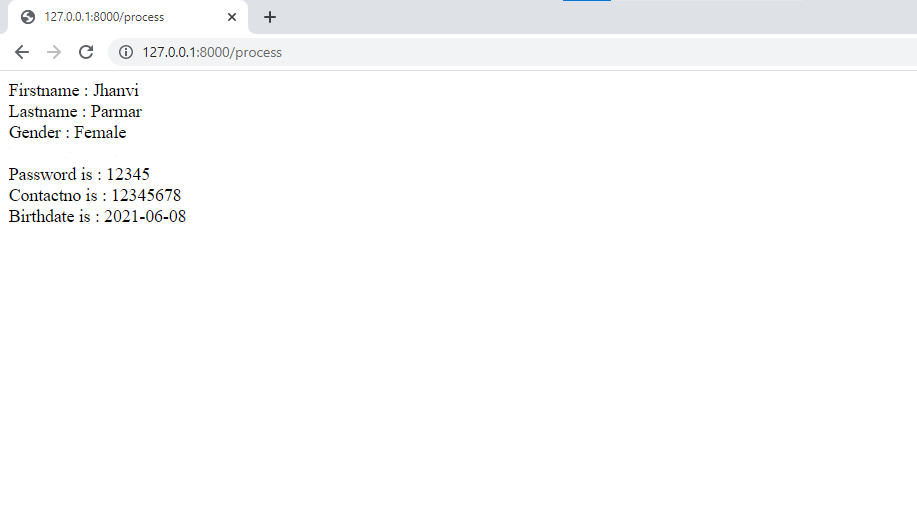 127.0.0.1:8000/process
127.0.0.1:8000/process
Firstname : Jhanvi
Lastname : Parmar
Gender : Female
Password is : 12345
Contactno is : 12345678
Birthdate is : 2021-06-08